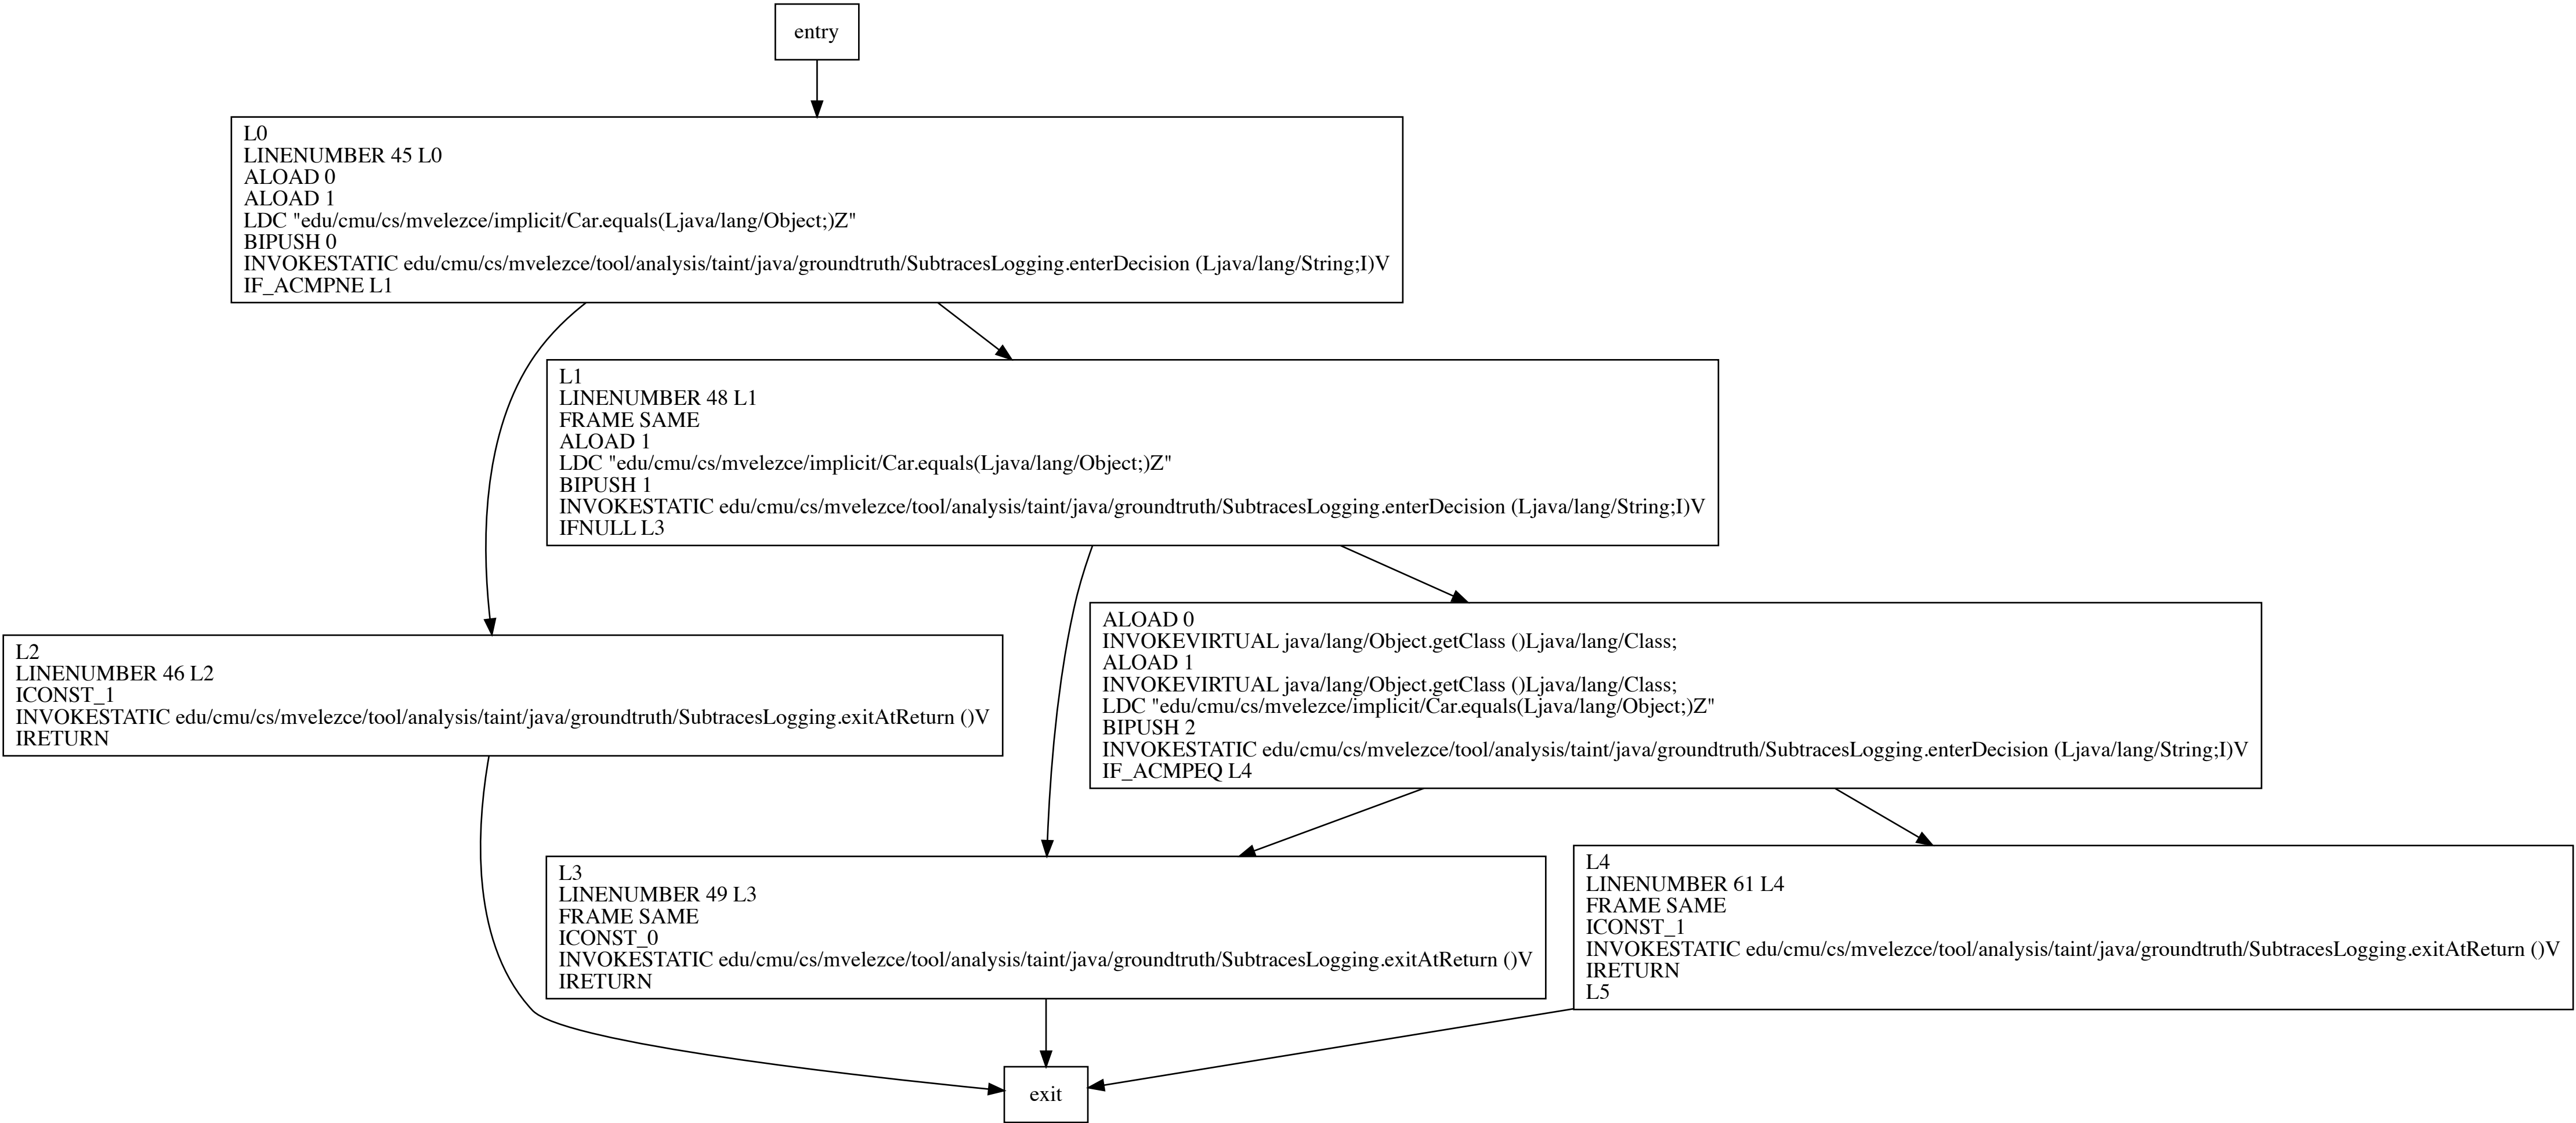 entry
L0
LINENUMBER 45 L0
ALOAD 0
ALOAD 1
LDC "edu/cmu/cs/mvelezce/implicit/Car.equals(Ljava/lang/Object;)Z"
BIPUSH 0
INVOKESTATIC edu/cmu/cs/mvelezce/tool/analysis/taint/java/groundtruth/SubtracesLogging.enterDecision (Ljava/lang/String;I)V
IF_ACMPNE L1
L1
LINENUMBER 48 L1
FRAME SAME
ALOAD 1
LDC "edu/cmu/cs/mvelezce/implicit/Car.equals(Ljava/lang/Object;)Z"
BIPUSH 1
INVOKESTATIC edu/cmu/cs/mvelezce/tool/analysis/taint/java/groundtruth/SubtracesLogging.enterDecision (Ljava/lang/String;I)V
IFNULL L3
ALOAD 0
INVOKEVIRTUAL java/lang/Object.getClass ()Ljava/lang/Class;
ALOAD 1
INVOKEVIRTUAL java/lang/Object.getClass ()Ljava/lang/Class;
LDC "edu/cmu/cs/mvelezce/implicit/Car.equals(Ljava/lang/Object;)Z"
BIPUSH 2
INVOKESTATIC edu/cmu/cs/mvelezce/tool/analysis/taint/java/groundtruth/SubtracesLogging.enterDecision (Ljava/lang/String;I)V
IF_ACMPEQ L4
L2
LINENUMBER 46 L2
ICONST_1
INVOKESTATIC edu/cmu/cs/mvelezce/tool/analysis/taint/java/groundtruth/SubtracesLogging.exitAtReturn ()V
IRETURN
L3
LINENUMBER 49 L3
FRAME SAME
ICONST_0
INVOKESTATIC edu/cmu/cs/mvelezce/tool/analysis/taint/java/groundtruth/SubtracesLogging.exitAtReturn ()V
IRETURN
L4
LINENUMBER 61 L4
FRAME SAME
ICONST_1
INVOKESTATIC edu/cmu/cs/mvelezce/tool/analysis/taint/java/groundtruth/SubtracesLogging.exitAtReturn ()V
IRETURN
L5
exit